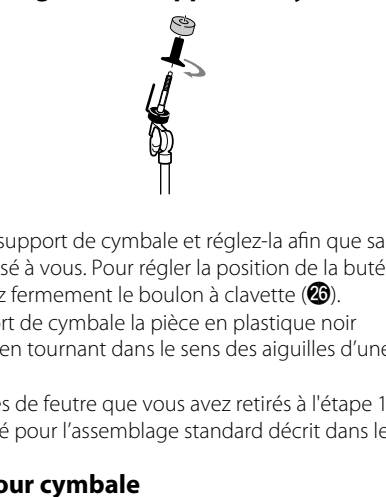 support de cymbale et réglez-la afin que sa
sé à vous. Pour régler la position de la buté
z fermement le boulon à clavette (26).
rt de cymbale la pièce en plastique noir
en tournant dans le sens des aiguilles d’une
es de feutre que vous avez retirés à l'étape 1
é pour l’assemblage standard décrit dans le
our cymbale